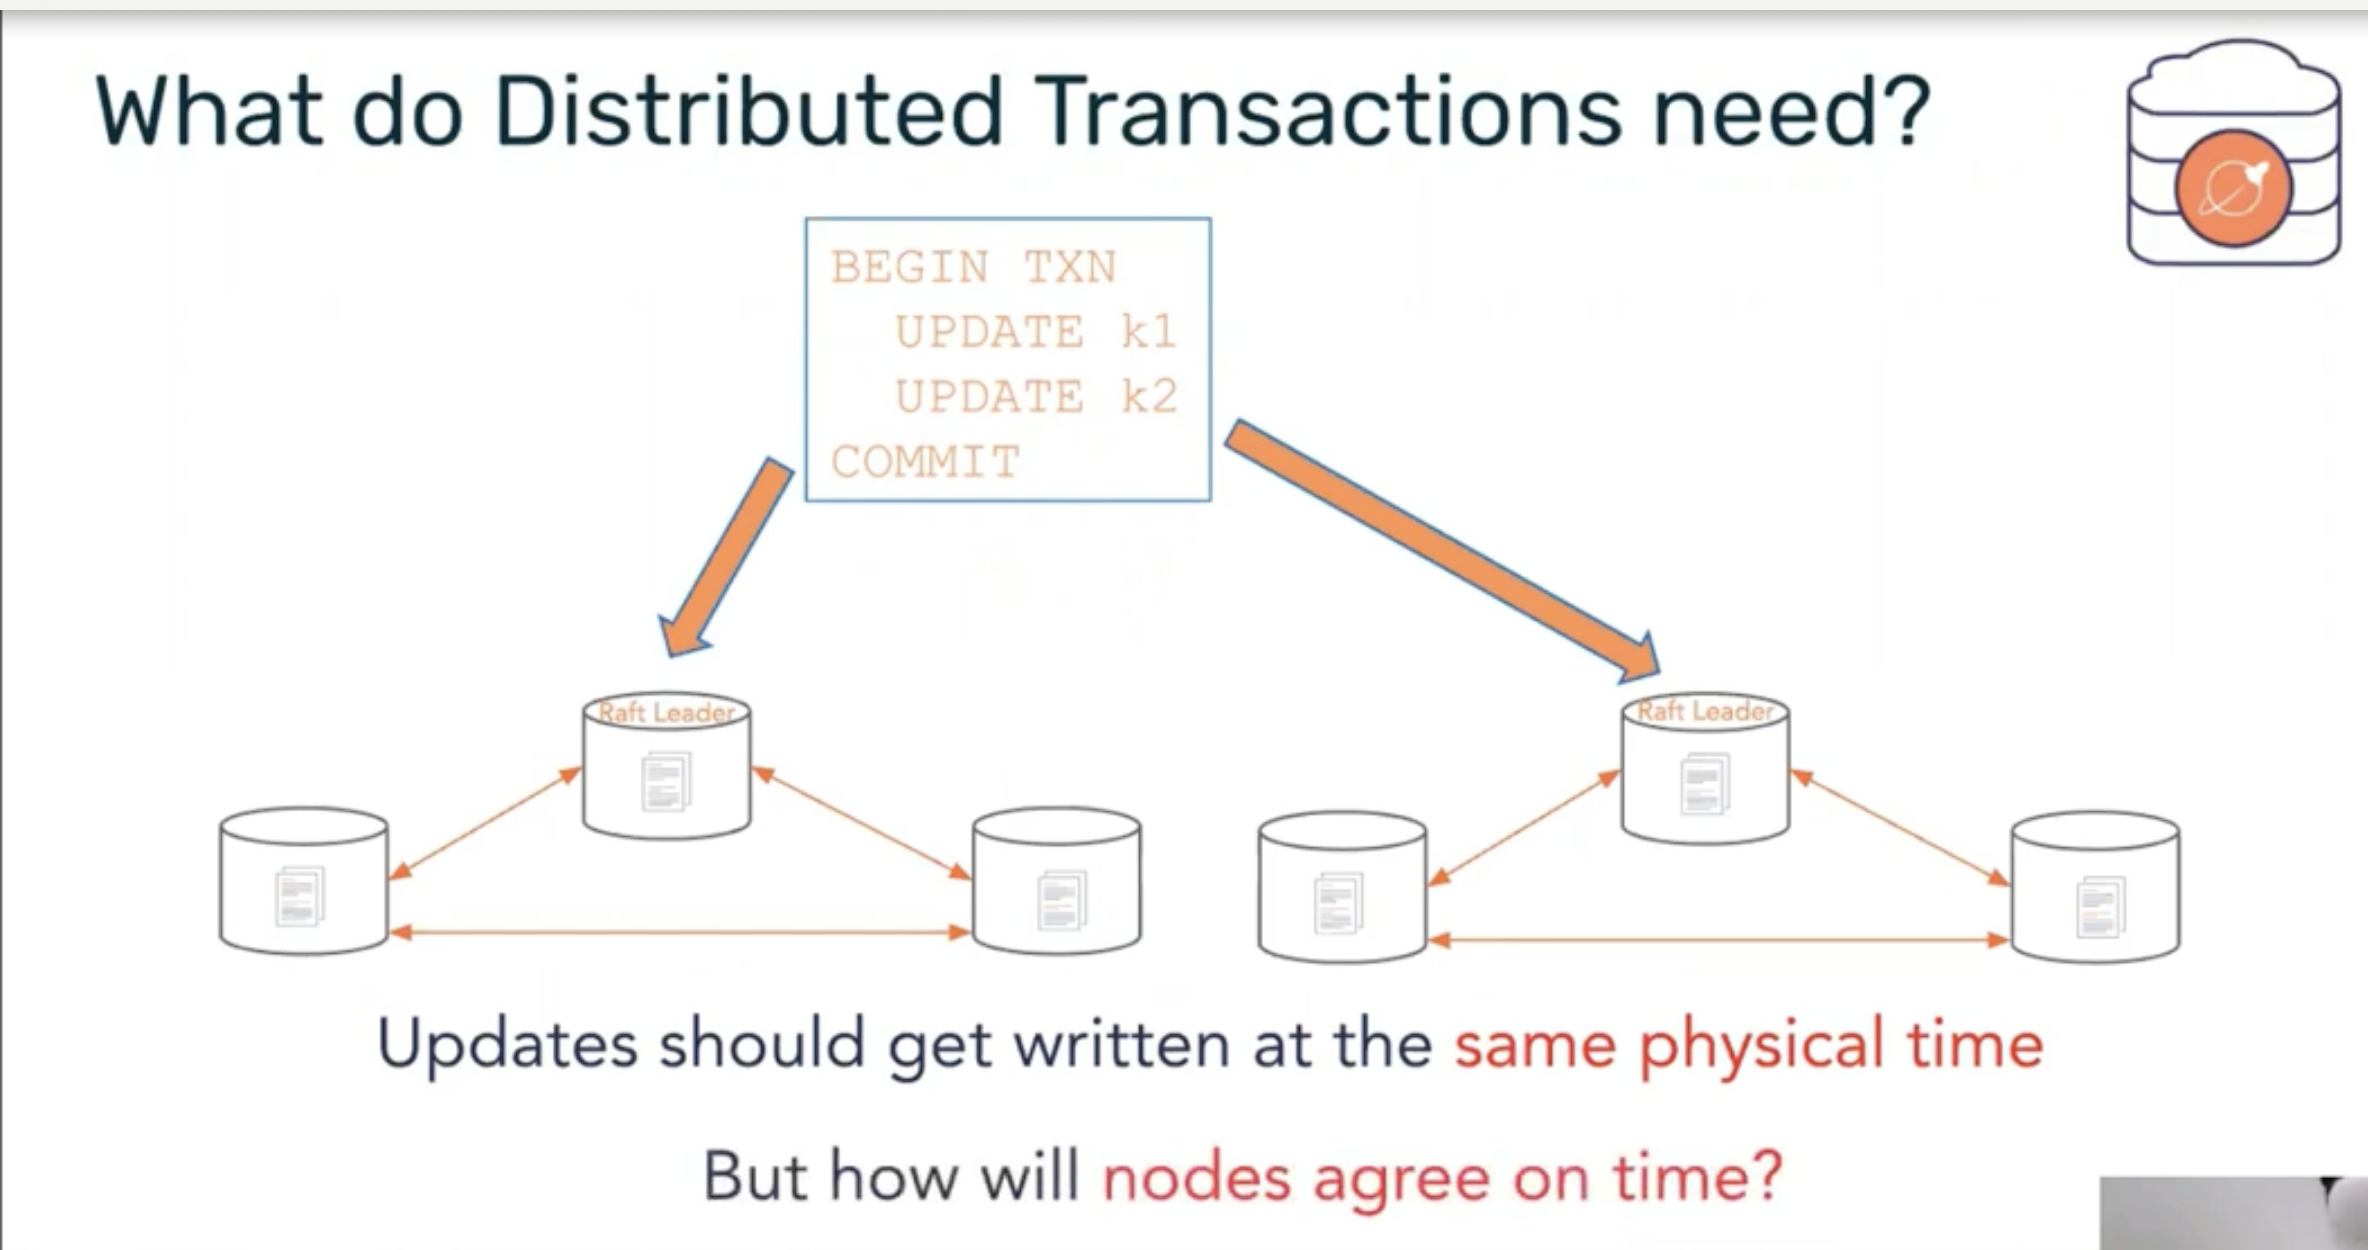 What do Distributed Transactions need?
BEGIN TXN
UPDATE k1
UPDATE k2
COMMIT
Raft Leader
Raft Leader
Updates should get written at the same physical time
But how will nodes agree on time?